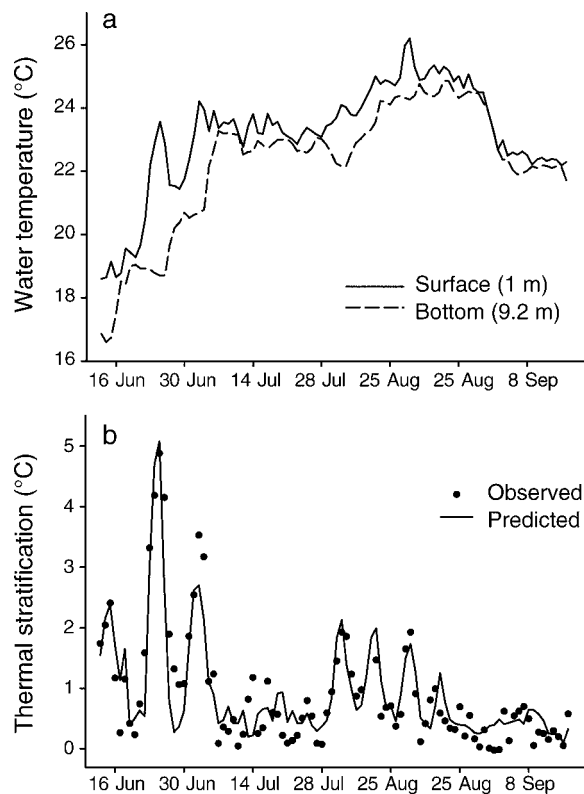 a
Water temperature (°C)
26
24
22
20
18
16
Surface (1 m)
Bottom (9.2 m)
16 Jun 30 Jun 14 Jul 28 Jul 25 Aug 25 Aug 8 Sep
b
Thermal stratification (°C)
5
4
3
2
1
0
Observed
Predicted
16 Jun 30 Jun 14 Jul 28 Jul 25 Aug 25 Aug 8 Sep